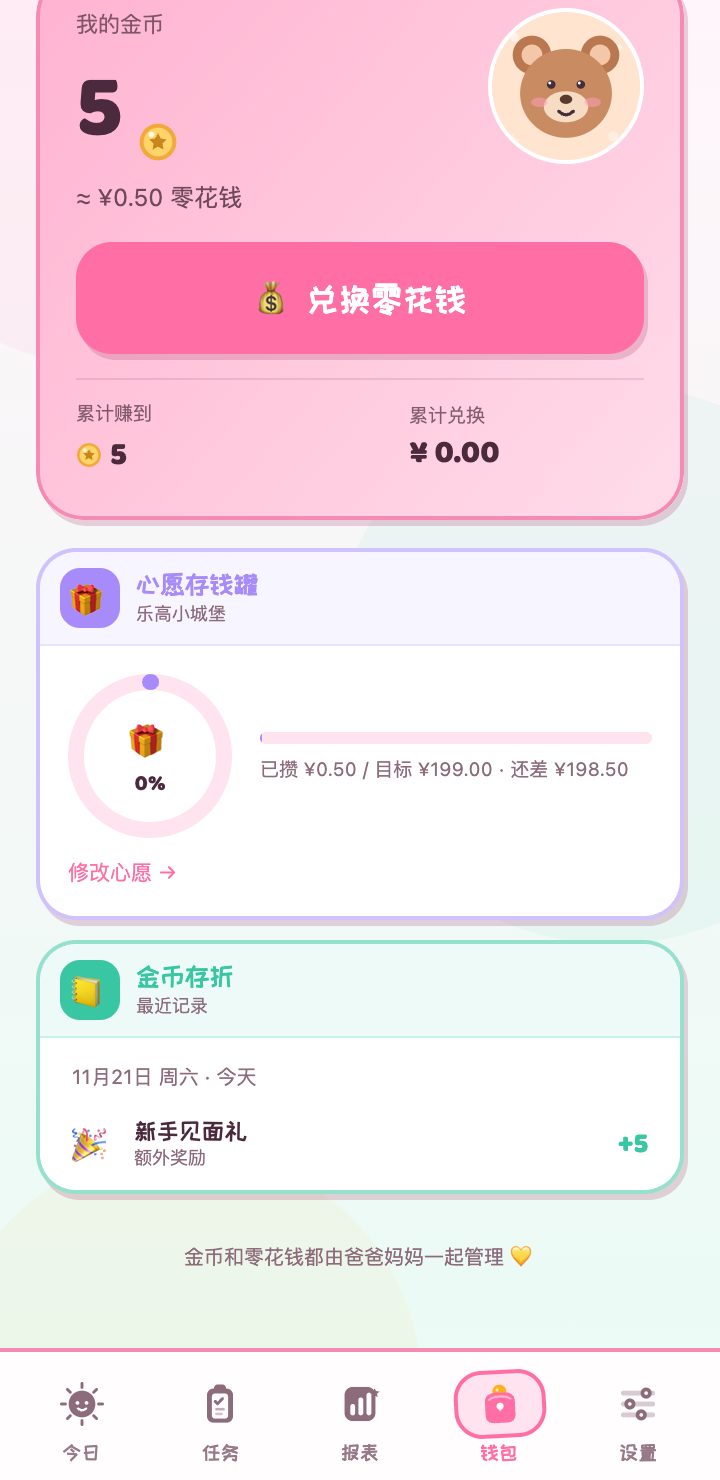 我的金币
5
≈ ¥0.50 零花钱
兑换零花钱
累计赚到
累计兑换
5
¥ 0.00
心愿存钱罐
乐高小城堡
0%
已攒 ¥0.50 / 目标 ¥199.00 · 还差 ¥198.50
修改心愿 →
金币存折
最近记录
11月21日 周六 · 今天
新手见面礼
额外奖励
+5
金币和零花钱都由爸爸妈妈一起管理 💛
今日
任务
报表
钱包
设置